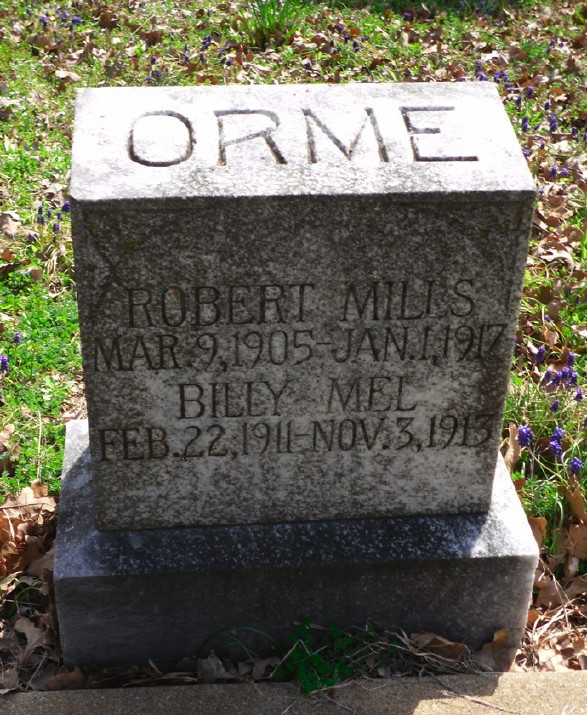 ORME
ROBERT MILLS
MAR. 9, 1905-JAN. 1, 1917
BILLY MEL
FEB. 22, 1911-NOV. 3, 1913